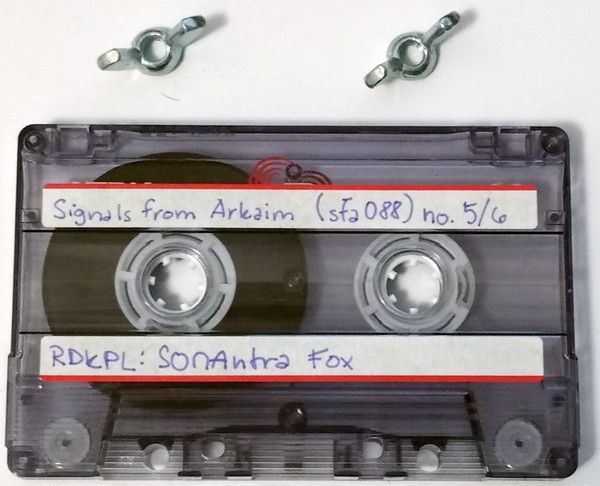 Signals from Arkaim (sfa088) no. 5/6
RDKPL: SonAntra Fox